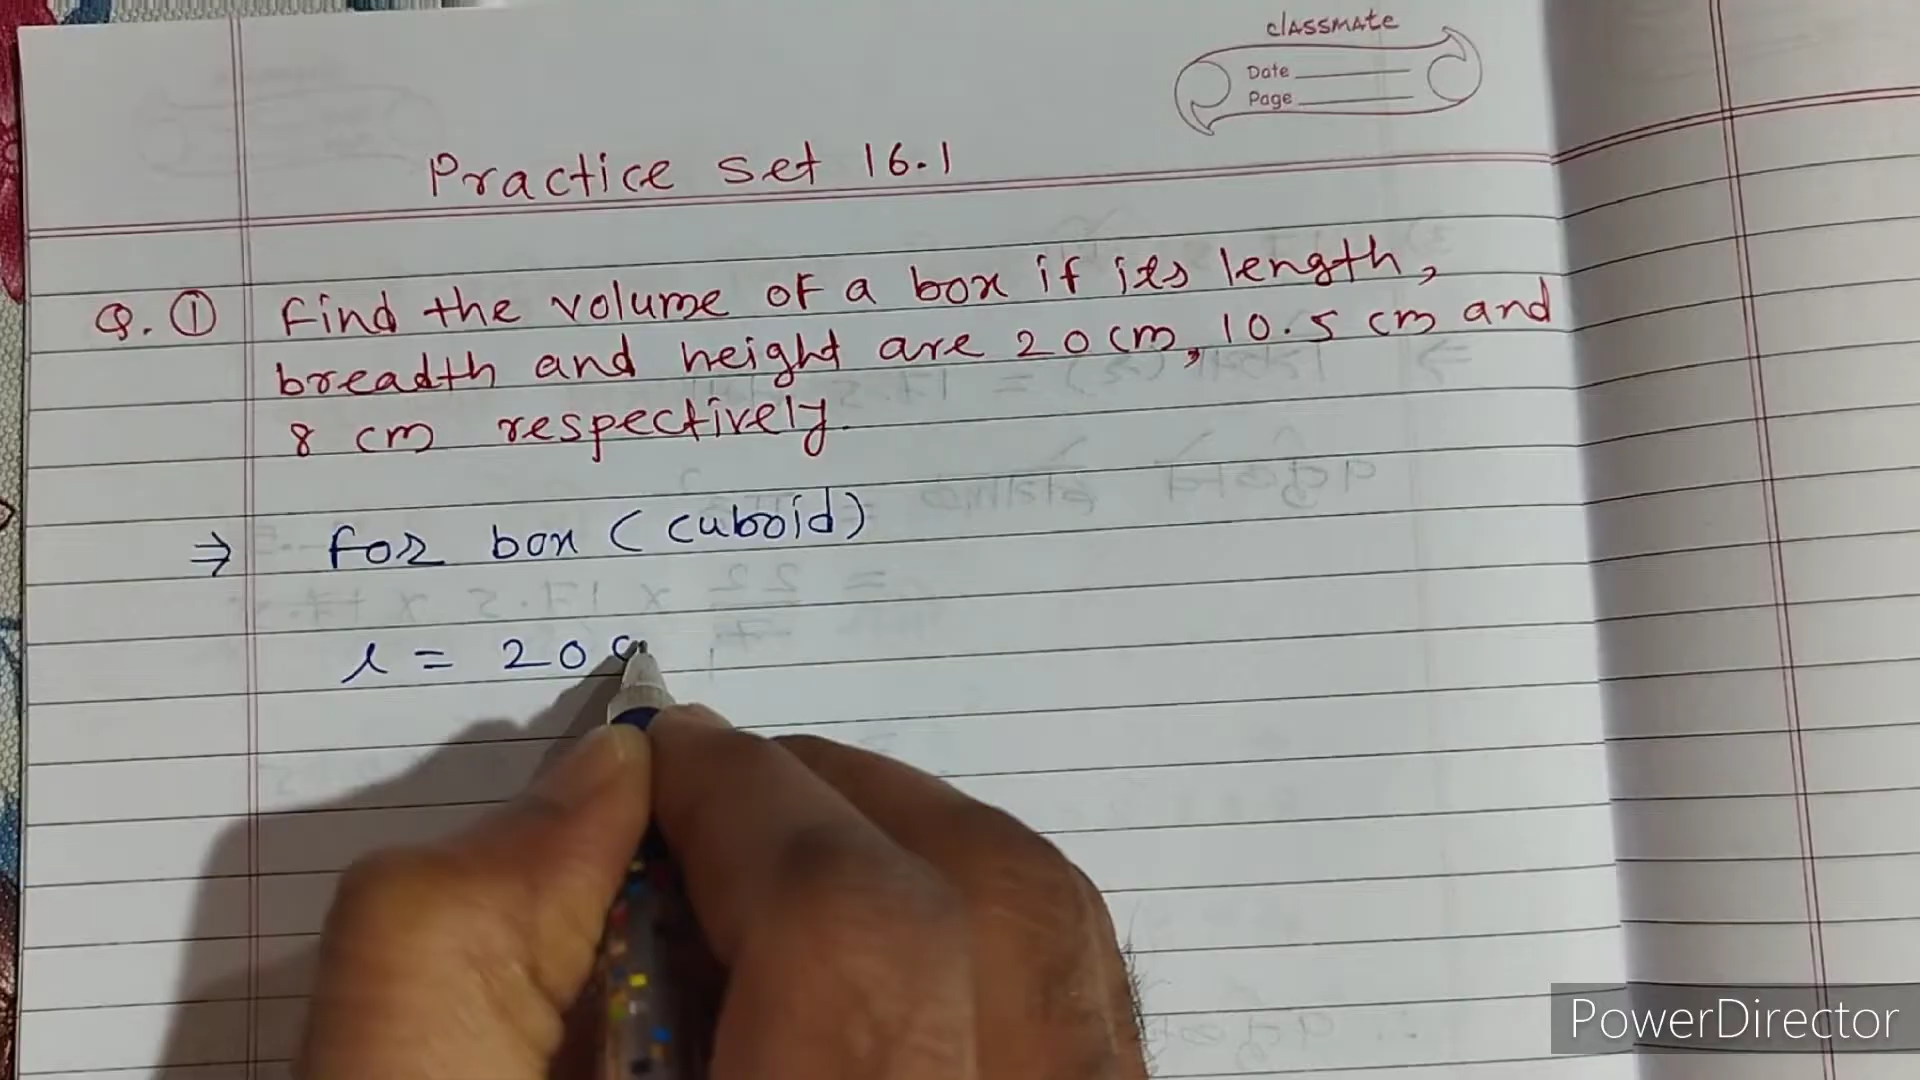 classmate
Date
Page
Practice set 16.1
Q. ① Find the volume of a box if its length,
breadth and height are 20 cm, 10.5 cm and
8 cm respectively.
⇒ For box (cuboid)
l = 20 c
PowerDirector